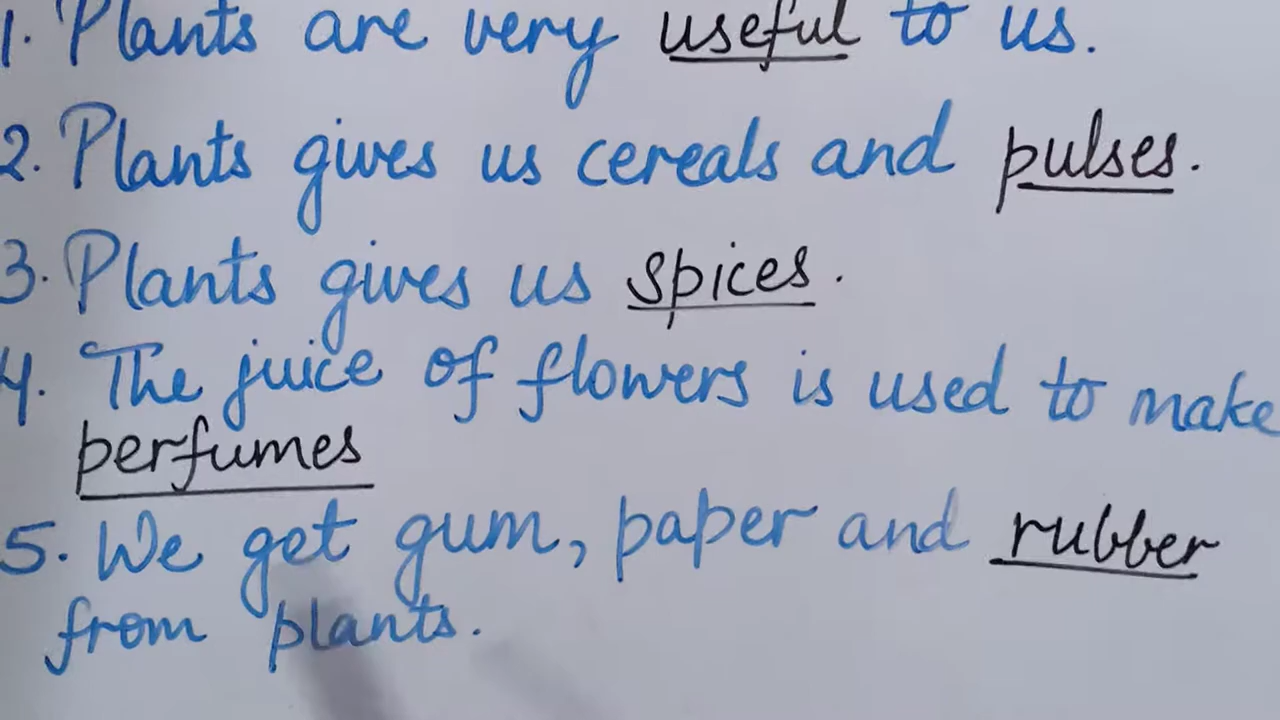 1. Plants are very useful to us.
2. Plants gives us cereals and pulses.
3. Plants gives us spices.
4. The juice of flowers is used to make
perfumes
5. We get gum, paper and rubber
from plants.